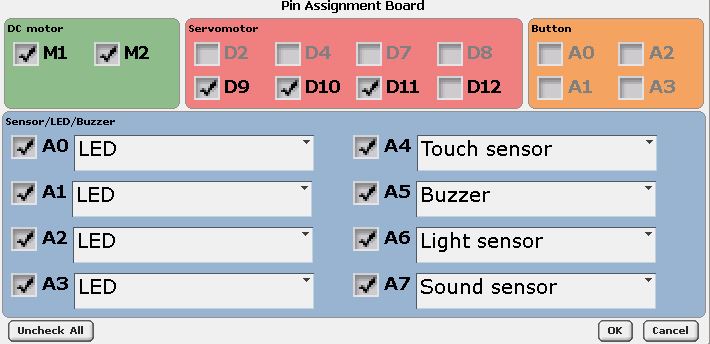 Pin Assignment Board
DC motor
M1 M2
Servomotor
D2 D4 D7 D8
D9 D10 D11 D12
Button
A0 A2
A1 A3
Sensor/LED/Buzzer
A0 LED
A1 LED
A2 LED
A3 LED
A4 Touch sensor
A5 Buzzer
A6 Light sensor
A7 Sound sensor
Uncheck All
OK
Cancel